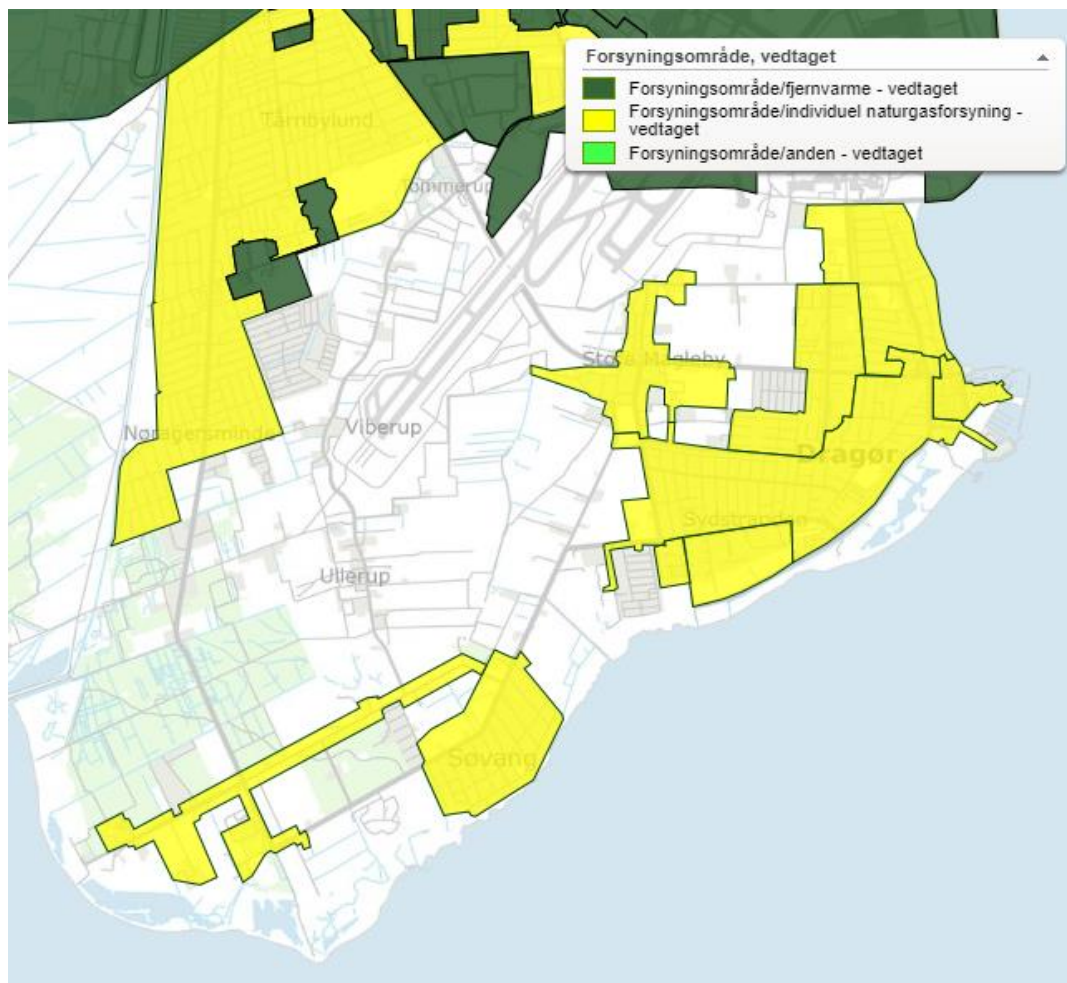 Forsyningsområde, vedtaget
Forsyningsområde/fjernvarme - vedtaget
Forsyningsområde/individuel naturgasforsyning -
vedtaget
Forsyningsområde/anden - vedtaget
Tårnbylund
Tømmerup
Store Magleby
Viberup
Nøragersminde
Dragør
Sydstranden
Ullerup
Søvang